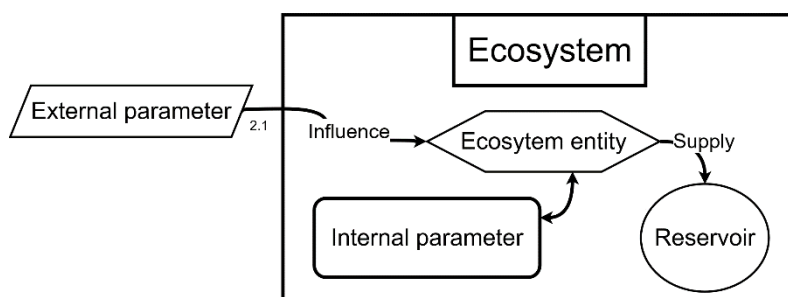 Ecosystem
External parameter
2.1
Influence
Ecosytem entity
Supply
Internal parameter
Reservoir